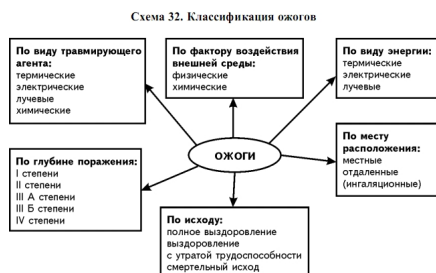 Схема 32. Классификация ожогов
По виду травмирующего
агента:
термические
электрические
лучевые
химические
По фактору воздействия
внешней среды:
физические
химические
По виду энергии:
термические
электрические
лучевые
ОЖОГИ
По глубине поражения:
I степени
II степени
III А степени
III Б степени
IV степени
По месту
расположения:
местные
отдаленные
(ингаляционные)
По исходу:
полное выздоровление
выздоровление
с утратой трудоспособности
смертельный исход